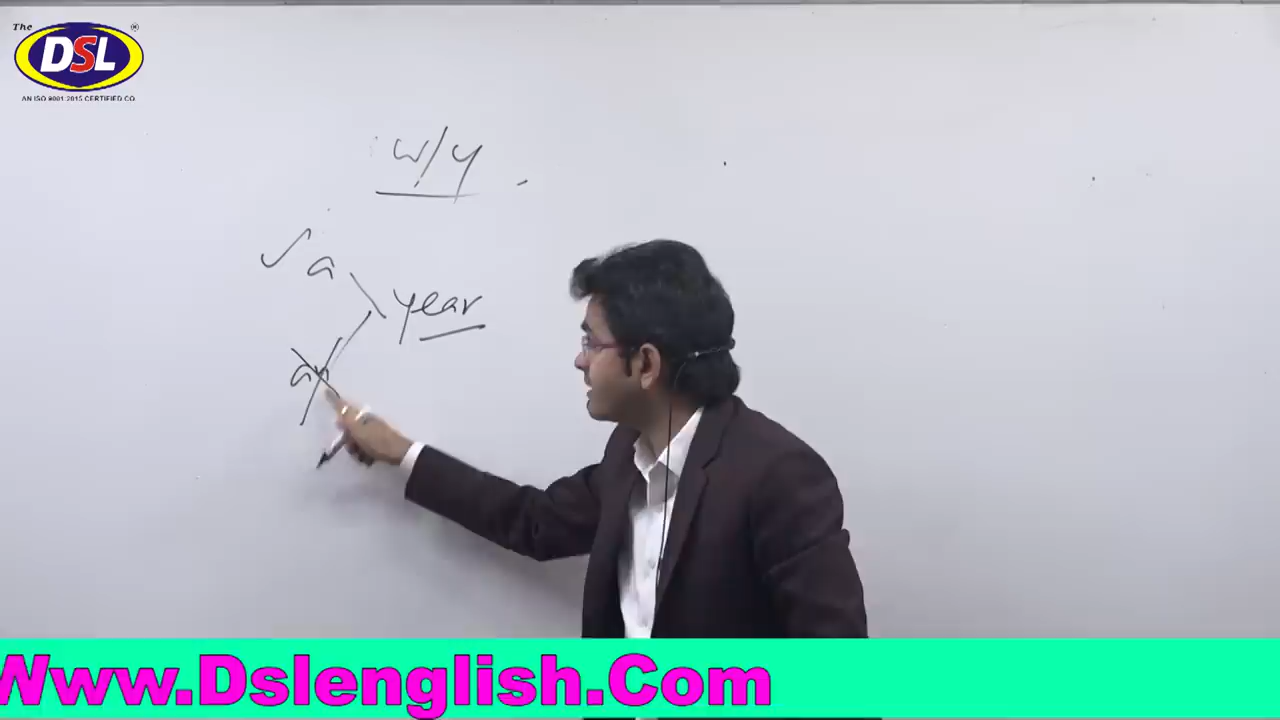 The
DSL
®
AN ISO 9001:2015 CERTIFIED CO
w/y
a
year
an
Www.Dslenglish.Com